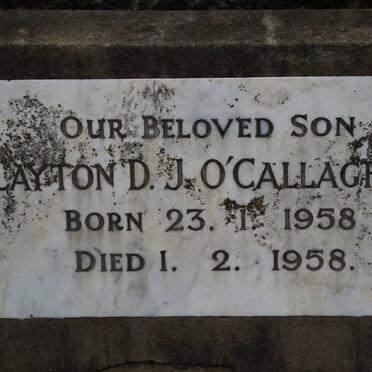 OUR BELOVED SON
LAYTON D. J. O'CALLAGH
BORN 23. 1. 1958
DIED 1. 2. 1958.